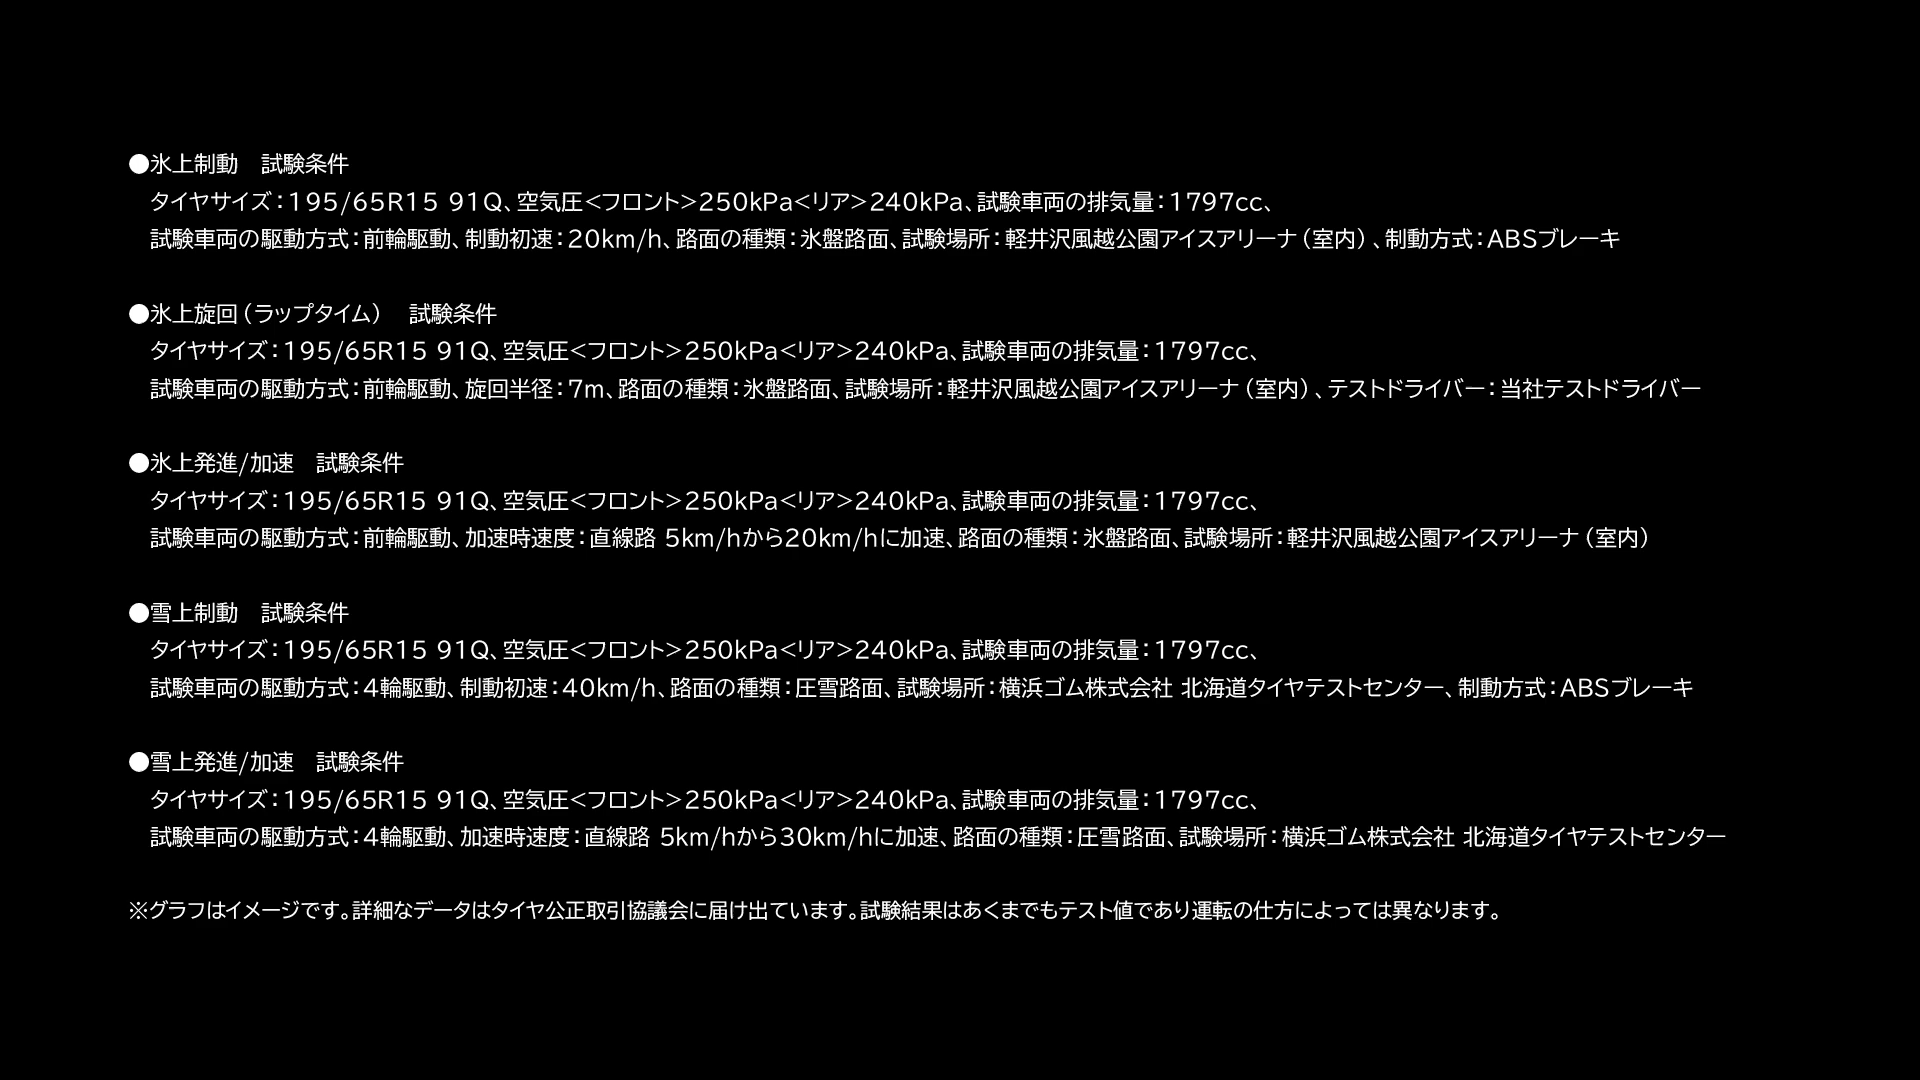 ●氷上制動　試験条件
タイヤサイズ：195/65R15 91Q、空気圧<フロント>250kPa<リア>240kPa、試験車両の排気量：1797cc、
試験車両の駆動方式：前輪駆動、制動初速：20km/h、路面の種類：氷盤路面、試験場所：軽井沢風越公園アイスアリーナ（室内）、制動方式：ABSブレーキ
●氷上旋回（ラップタイム）　試験条件
タイヤサイズ：195/65R15 91Q、空気圧<フロント>250kPa<リア>240kPa、試験車両の排気量：1797cc、
試験車両の駆動方式：前輪駆動、旋回半径：7m、路面の種類：氷盤路面、試験場所：軽井沢風越公園アイスアリーナ（室内）、テストドライバー：当社テストドライバー
●氷上発進/加速　試験条件
タイヤサイズ：195/65R15 91Q、空気圧<フロント>250kPa<リア>240kPa、試験車両の排気量：1797cc、
試験車両の駆動方式：前輪駆動、加速時速度：直線路 5km/hから20km/hに加速、路面の種類：氷盤路面、試験場所：軽井沢風越公園アイスアリーナ（室内）
●雪上制動　試験条件
タイヤサイズ：195/65R15 91Q、空気圧<フロント>250kPa<リア>240kPa、試験車両の排気量：1797cc、
試験車両の駆動方式：4輪駆動、制動初速：40km/h、路面の種類：圧雪路面、試験場所：横浜ゴム株式会社 北海道タイヤテストセンター、制動方式：ABSブレーキ
●雪上発進/加速　試験条件
タイヤサイズ：195/65R15 91Q、空気圧<フロント>250kPa<リア>240kPa、試験車両の排気量：1797cc、
試験車両の駆動方式：4輪駆動、加速時速度：直線路 5km/hから30km/hに加速、路面の種類：圧雪路面、試験場所：横浜ゴム株式会社 北海道タイヤテストセンター
※グラフはイメージです。詳細なデータはタイヤ公正取引協議会に届け出ています。試験結果はあくまでもテスト値であり運転の仕方によっては異なります。